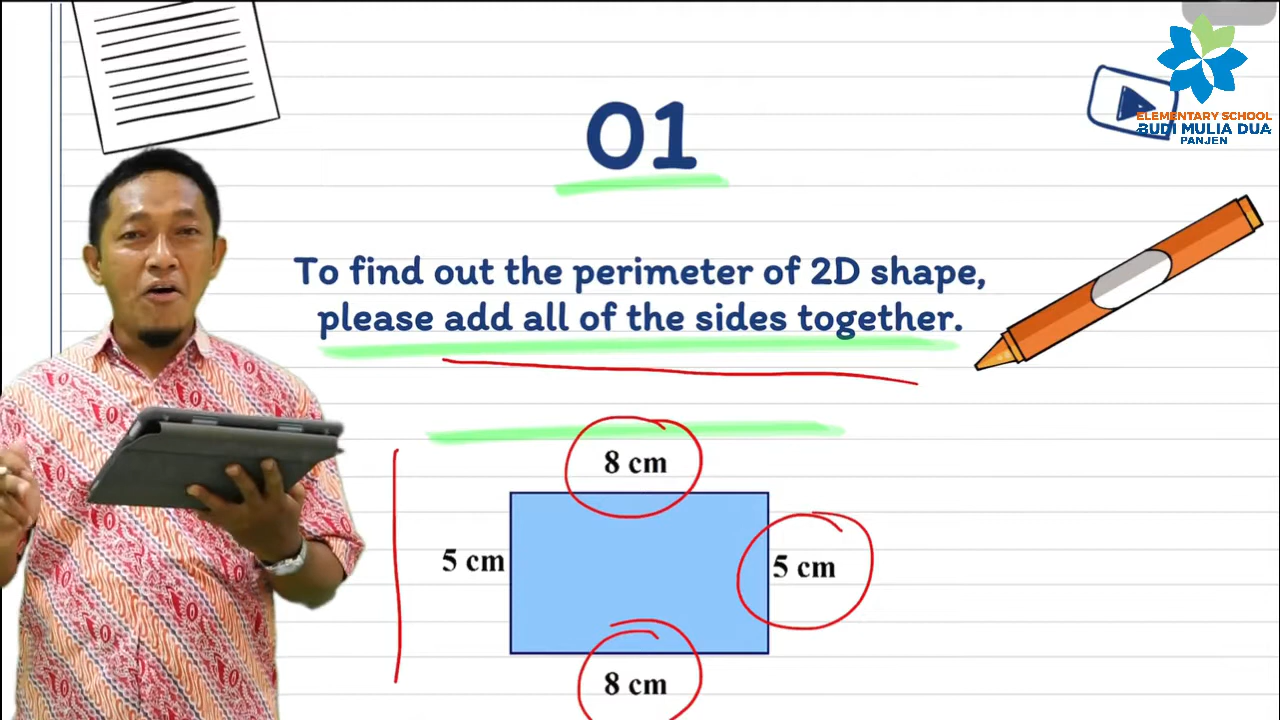 ELEMENTARY SCHOOL
BUDI MULIA DUA
PANJEN
01
To find out the perimeter of 2D shape,
please add all of the sides together.
8 cm
5 cm
5 cm
8 cm